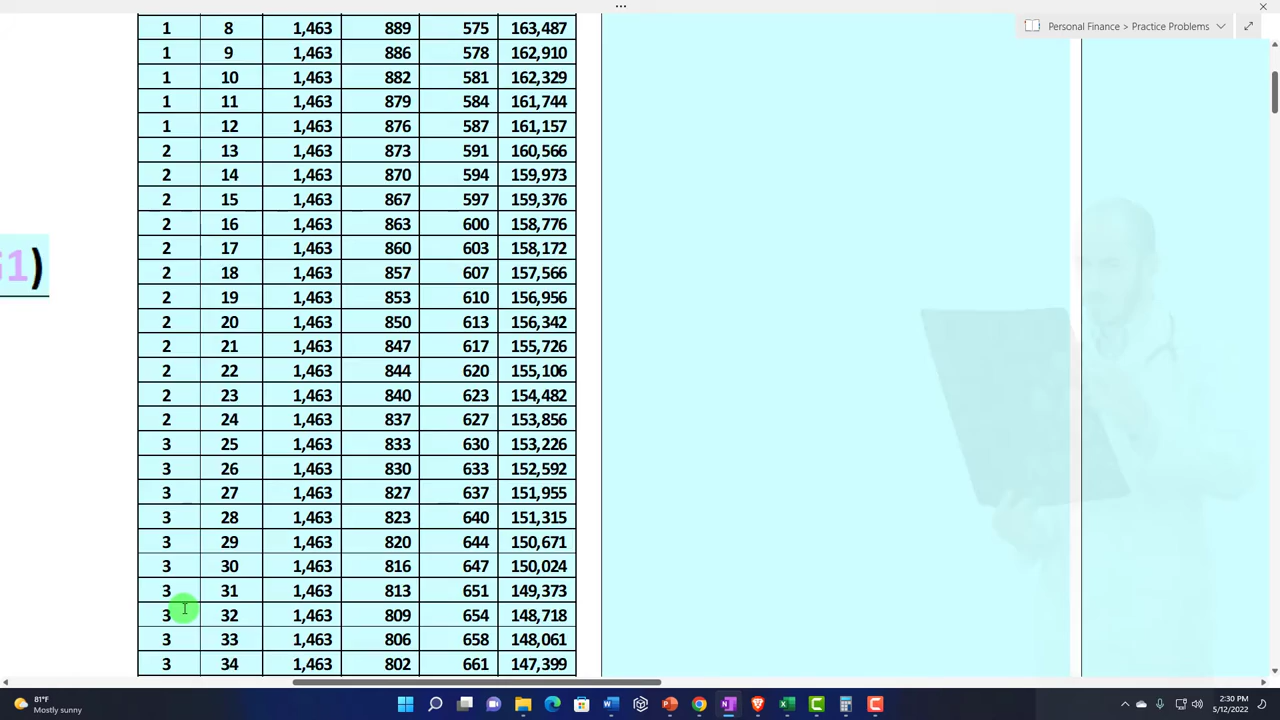 Personal Finance > Practice Problems
1 8 1,463 889 575 163,487
1 9 1,463 886 578 162,910
1 10 1,463 882 581 162,329
1 11 1,463 879 584 161,744
1 12 1,463 876 587 161,157
2 13 1,463 873 591 160,566
2 14 1,463 870 594 159,973
2 15 1,463 867 597 159,376
2 16 1,463 863 600 158,776
2 17 1,463 860 603 158,172
2 18 1,463 857 607 157,566
2 19 1,463 853 610 156,956
2 20 1,463 850 613 156,342
2 21 1,463 847 617 155,726
2 22 1,463 844 620 155,106
2 23 1,463 840 623 154,482
2 24 1,463 837 627 153,856
3 25 1,463 833 630 153,226
3 26 1,463 830 633 152,592
3 27 1,463 827 637 151,955
3 28 1,463 823 640 151,315
3 29 1,463 820 644 150,671
3 30 1,463 816 647 150,024
3 31 1,463 813 651 149,373
3 32 1,463 809 654 148,718
3 33 1,463 806 658 148,061
3 34 1,463 802 661 147,399
81°F
Mostly sunny
2:30 PM
5/12/2022